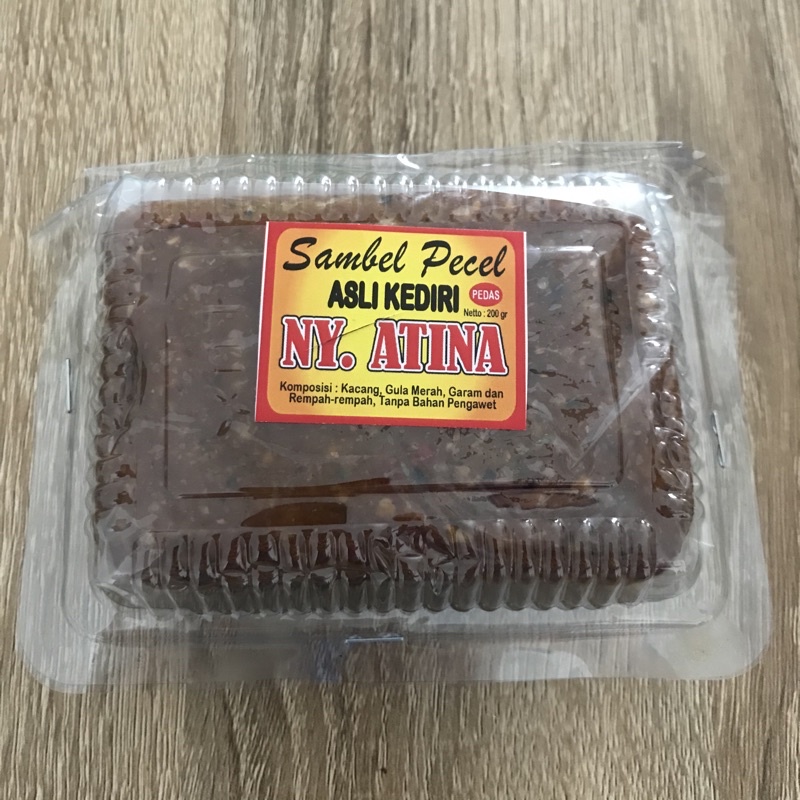 Sambel Pecel
ASLI KEDIRI PEDAS
Netto : 200 gr
NY. ATINA
Komposisi : Kacang, Gula Merah, Garam dan
Rempah-rempah, Tanpa Bahan Pengawet